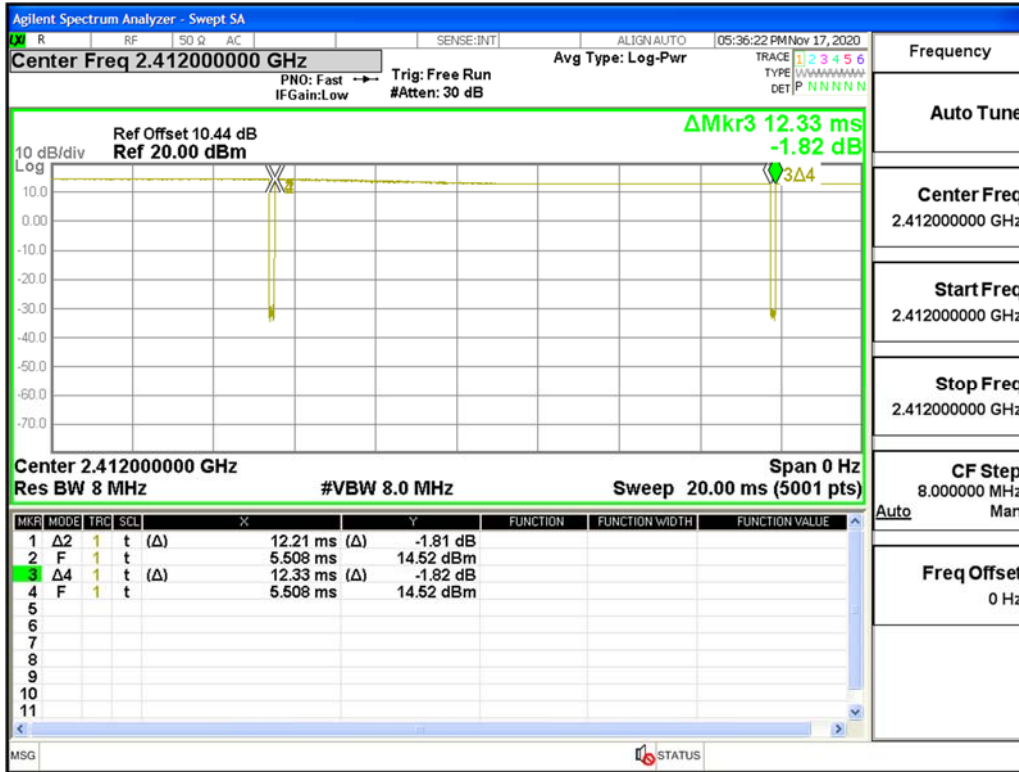 Agilent Spectrum Analyzer - Swept SA
LXI R RF 50 Ω AC SENSE:INT ALIGN AUTO 05:36:22 PM Nov 17, 2020
Center Freq 2.412000000 GHz
PNO: Fast
IFGain:Low
Trig: Free Run
#Atten: 30 dB
Avg Type: Log-Pwr
TRACE 1 2 3 4 5 6
TYPE
DET P N N N N N
Ref Offset 10.44 dB
10 dB/div Ref 20.00 dBm
Log
ΔMkr3 12.33 ms
-1.82 dB
3Δ4
10.0
0.00
-10.0
-20.0
-30.0
-40.0
-50.0
-60.0
-70.0
Center 2.412000000 GHz Span 0 Hz
Res BW 8 MHz #VBW 8.0 MHz Sweep 20.00 ms (5001 pts)
MKR MODE TRC SCL X Y FUNCTION FUNCTION WIDTH FUNCTION VALUE
1 Δ2 1 t (Δ) 12.21 ms (Δ) -1.81 dB
2 F 1 t 5.508 ms 14.52 dBm
3 Δ4 1 t (Δ) 12.33 ms (Δ) -1.82 dB
4 F 1 t 5.508 ms 14.52 dBm
5
6
7
8
9
10
11
MSG STATUS
Frequency
Auto Tune
Center Freq
2.412000000 GHz
Start Freq
2.412000000 GHz
Stop Freq
2.412000000 GHz
CF Step
8.000000 MHz
Auto Man
Freq Offset
0 Hz